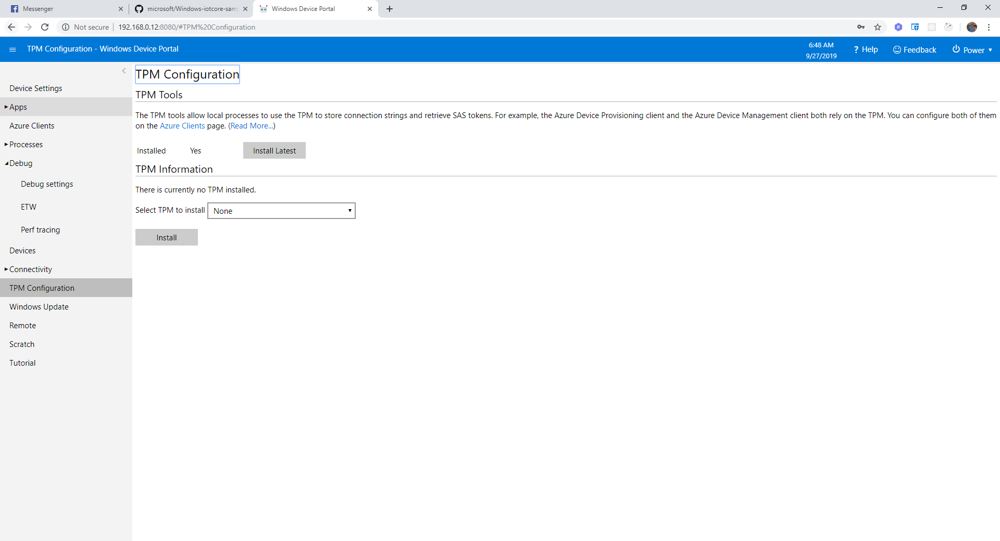 Messenger
microsoft/Windows-iotcore-sam
Windows Device Portal
Not secure
192.168.0.12:8080/#TPM%20Configuration
TPM Configuration - Windows Device Portal
6:48 AM
9/27/2019
? Help
Feedback
Power
Device Settings
Apps
Azure Clients
Processes
Debug
Debug settings
ETW
Perf tracing
Devices
Connectivity
TPM Configuration
Windows Update
Remote
Scratch
Tutorial
TPM Configuration
TPM Tools
The TPM tools allow local processes to use the TPM to store connection strings and retrieve SAS tokens. For example, the Azure Device Provisioning client and the Azure Device Management client both rely on the TPM. You can configure both of them
on the Azure Clients page. (Read More...)
Installed Yes Install Latest
TPM Information
There is currently no TPM installed.
Select TPM to install None
Install